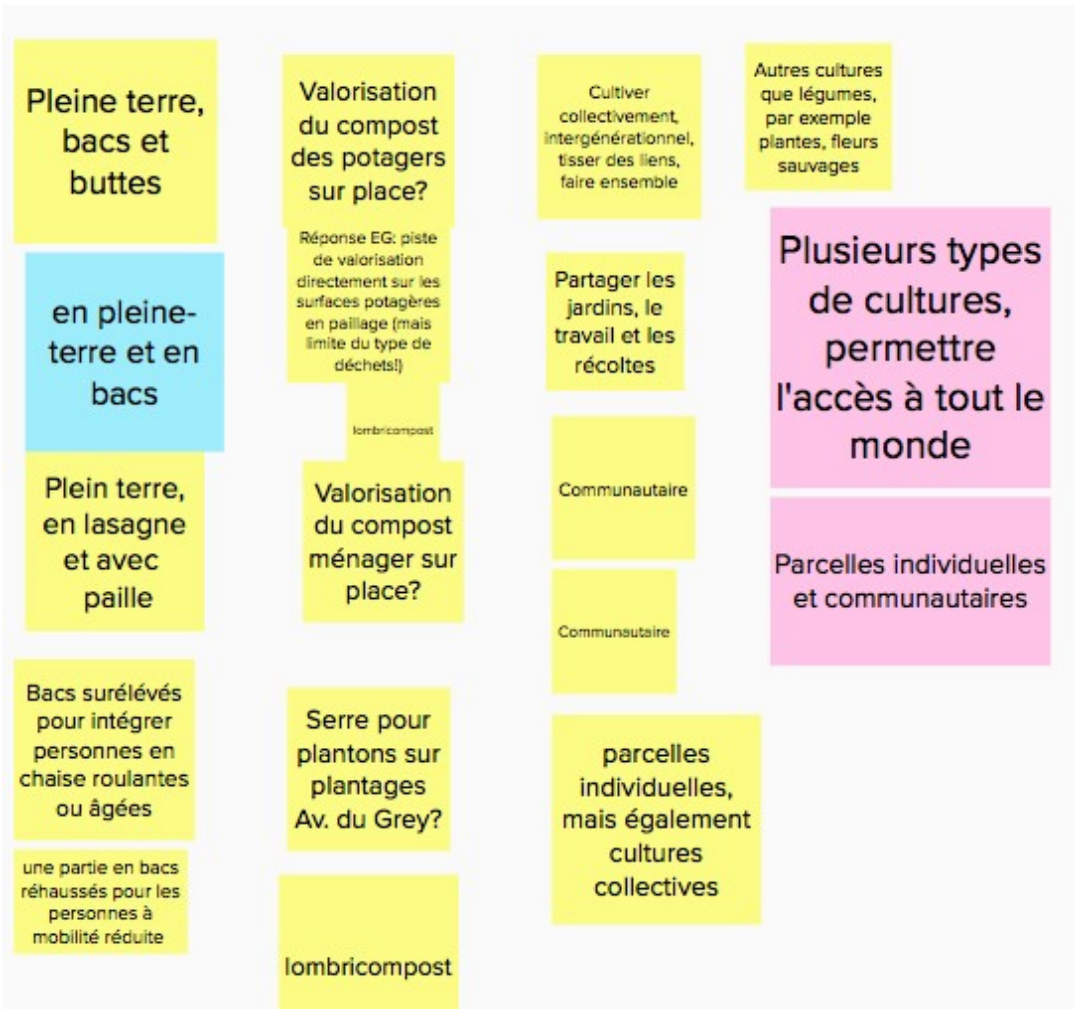 Pleine terre,
bacs et
buttes
en pleine-
terre et en
bacs
Plein terre,
en lasagne
et avec
paille
Bacs surélévés
pour intégrer
personnes en
chaise roulantes
ou âgées
une partie en bacs
réhaussés pour les
personnes à
mobilité réduite
Valorisation
du compost
des potagers
sur place?
Réponse EG: piste
de valorisation
directement sur les
surfaces potagères
en paillage (mais
limite du type de
déchets!)
lombricompost
Valorisation
du compost
ménager sur
place?
Serre pour
plantons sur
plantages
Av. du Grey?
lombricompost
Cultiver
collectivement,
intergénérationnel,
tisser des liens,
faire ensemble
Partager les
jardins, le
travail et les
récoltes
Communautaire
Communautaire
parcelles
individuelles,
mais également
cultures
collectives
Autres cultures
que légumes,
par exemple
plantes, fleurs
sauvages
Plusieurs types
de cultures,
permettre
l'accès à tout le
monde
Parcelles individuelles
et communautaires